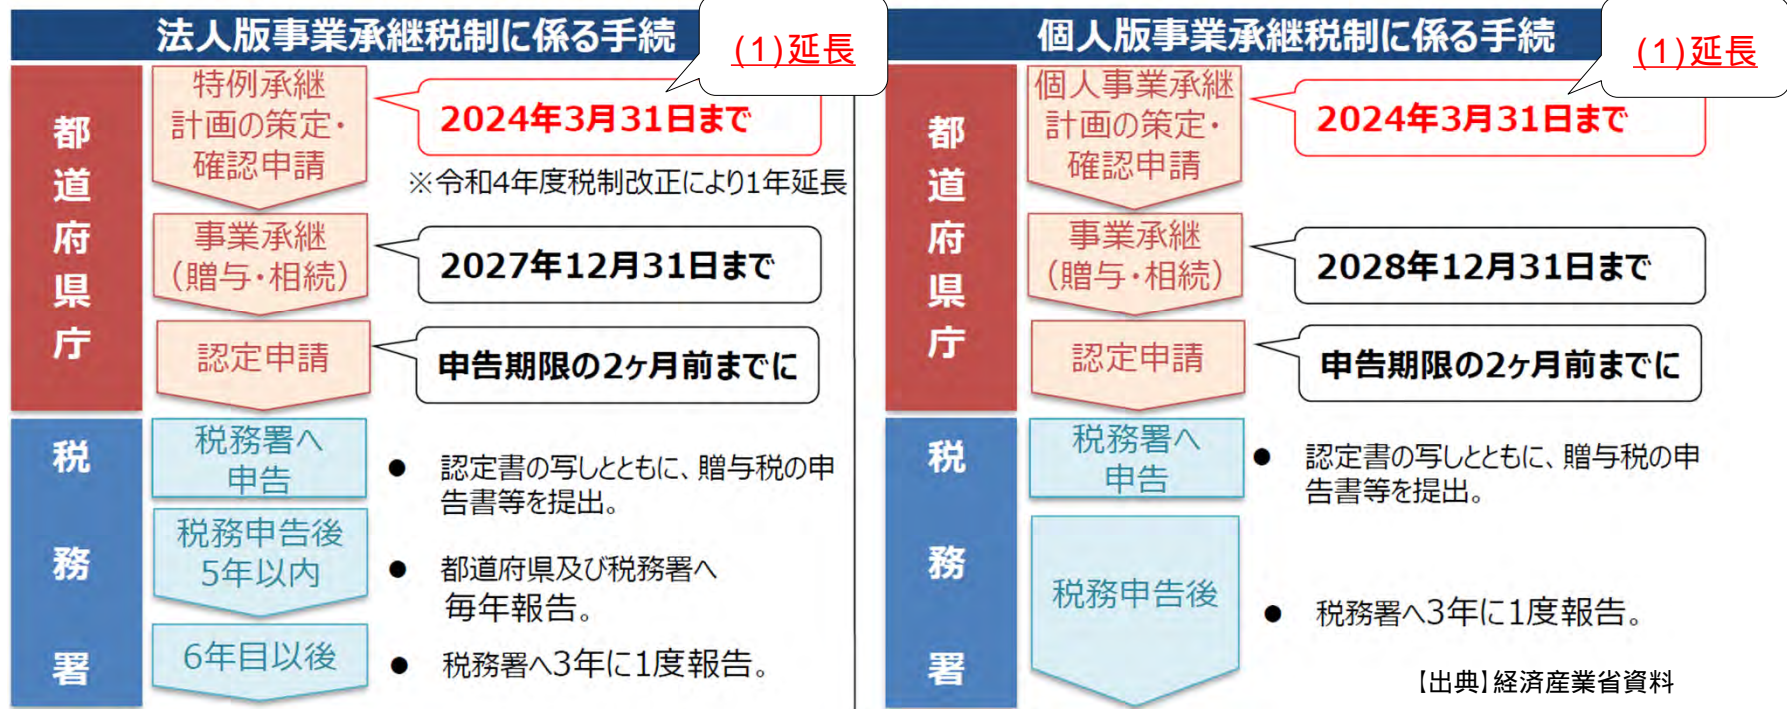 法人版事業承継税制に係る手続
(1)延長
都道府県庁
特例承継
計画の策定・
確認申請
2024年3月31日まで
※令和4年度税制改正により1年延長
事業承継
(贈与・相続)
2027年12月31日まで
認定申請
申告期限の2ヶ月前までに
税務署
税務署へ
申告
● 認定書の写しとともに、贈与税の申
告書等を提出。
税務申告後
5年以内
● 都道府県及び税務署へ
毎年報告。
6年目以後
● 税務署へ3年に1度報告。
個人版事業承継税制に係る手続
(1)延長
都道府県庁
個人事業承継
計画の策定・
確認申請
2024年3月31日まで
事業承継
(贈与・相続)
2028年12月31日まで
認定申請
申告期限の2ヶ月前までに
税務署
税務署へ
申告
● 認定書の写しとともに、贈与税の申
告書等を提出。
税務申告後
● 税務署へ3年に1度報告。
【出典】経済産業省資料